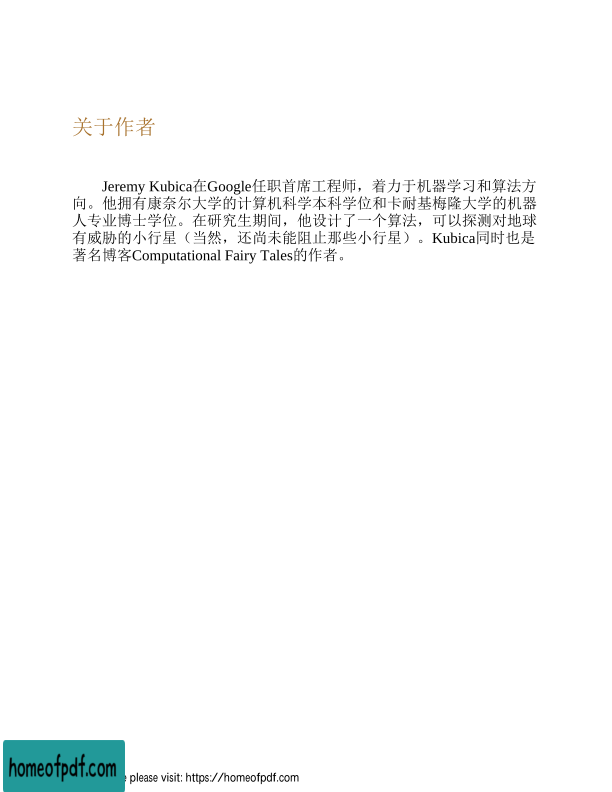 关于作者
Jeremy Kubica在Google任职首席工程师，着力于机器学习和算法方
向。他拥有康奈尔大学的计算机科学本科学位和卡耐基梅隆大学的机器
人专业博士学位。在研究生期间，他设计了一个算法，可以探测对地球
有威胁的小行星（当然，还尚未能阻止那些小行星）。Kubica同时也是
著名博客Computational Fairy Tales的作者。
homeofpdf.com
please visit: https://homeofpdf.com